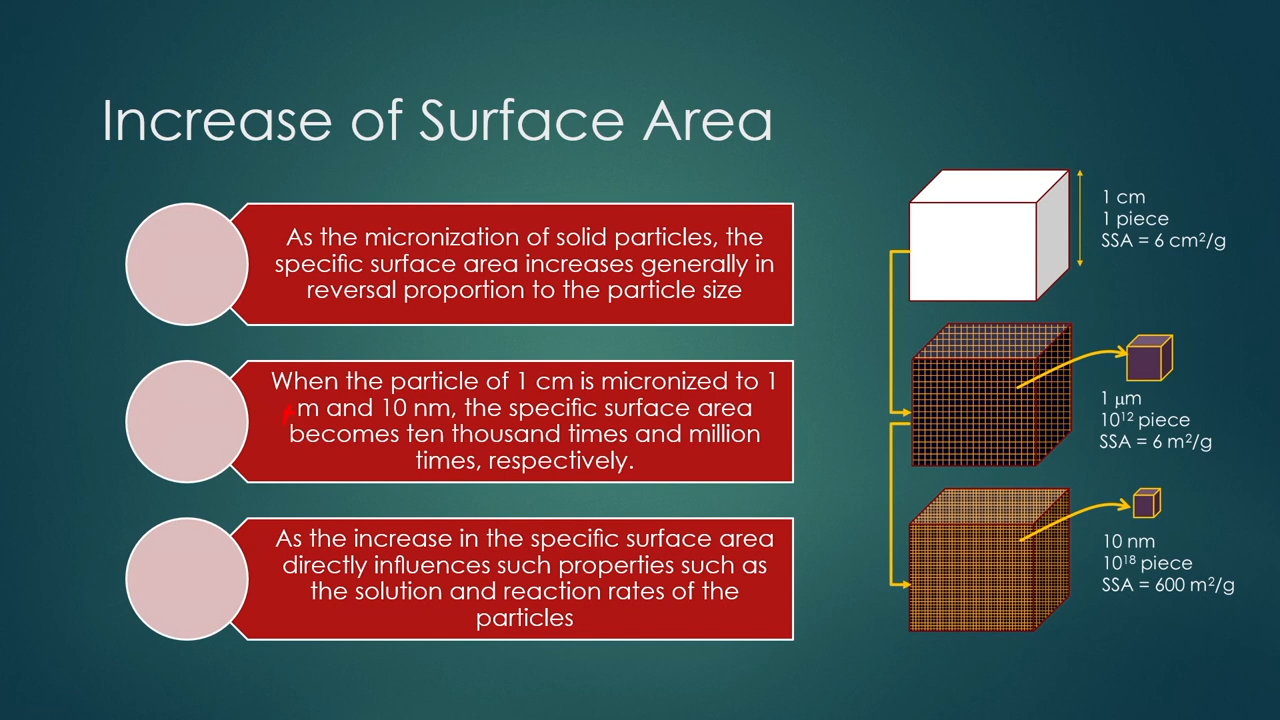 Increase of Surface Area
As the micronization of solid particles, the
specific surface area increases generally in
reversal proportion to the particle size
When the particle of 1 cm is micronized to 1
m and 10 nm, the specific surface area
becomes ten thousand times and million
times, respectively.
As the increase in the specific surface area
directly influences such properties such as
the solution and reaction rates of the
particles
1 cm
1 piece
SSA = 6 cm²/g
1 μm
10¹² piece
SSA = 6 m²/g
10 nm
10¹⁸ piece
SSA = 600 m²/g